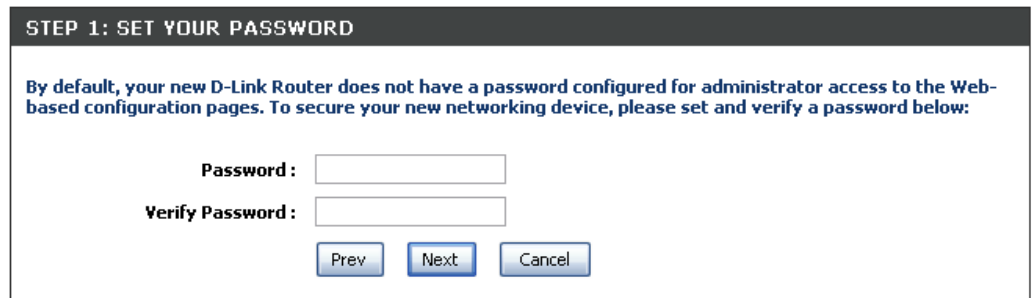 STEP 1: SET YOUR PASSWORD
By default, your new D-Link Router does not have a password configured for administrator access to the Web-
based configuration pages. To secure your new networking device, please set and verify a password below:
Password :
Verify Password :
Prev Next Cancel